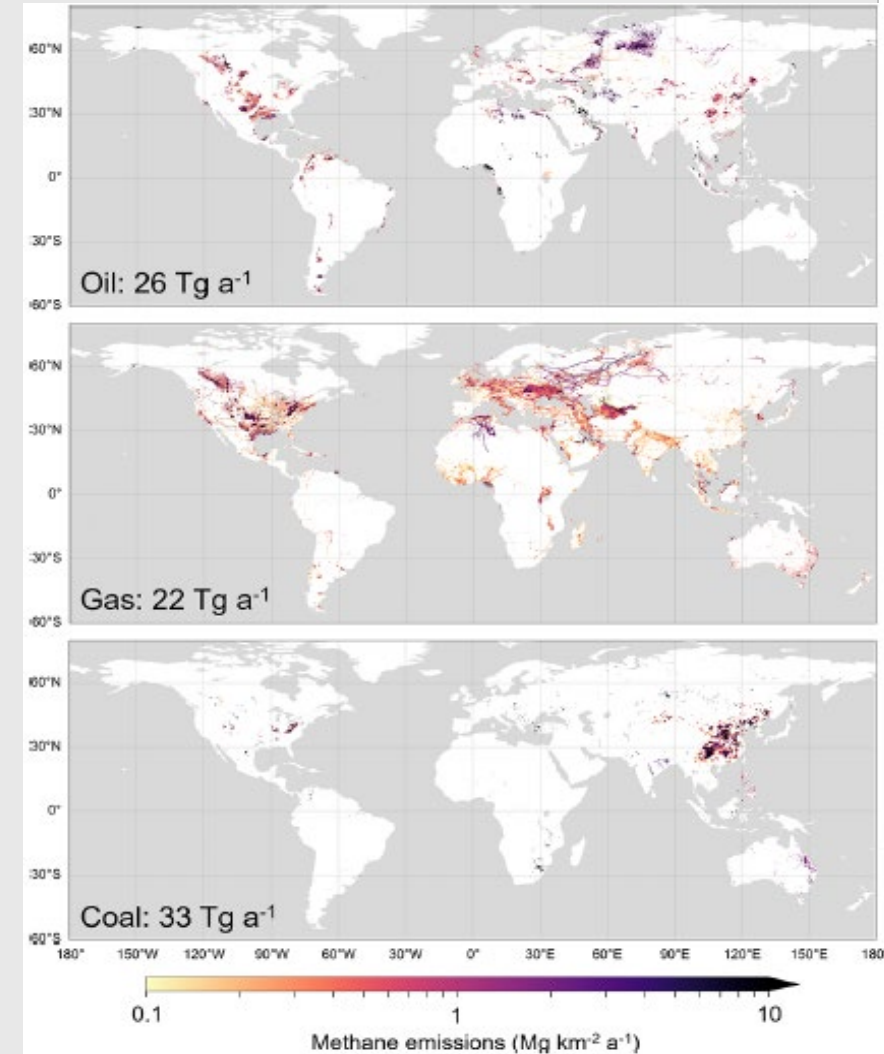 60°N
30°N
0°
30°S
Oil: 26 Tg a⁻¹
60°S
60°N
30°N
0°
30°S
Gas: 22 Tg a⁻¹
60°S
60°N
30°N
0°
30°S
Coal: 33 Tg a⁻¹
60°S
180° 150°W 120°W 90°W 60°W 30°W 0° 30°E 60°E 90°E 120°E 150°E 180
0.1 1 10
Methane emissions (Mg km⁻² a⁻¹)